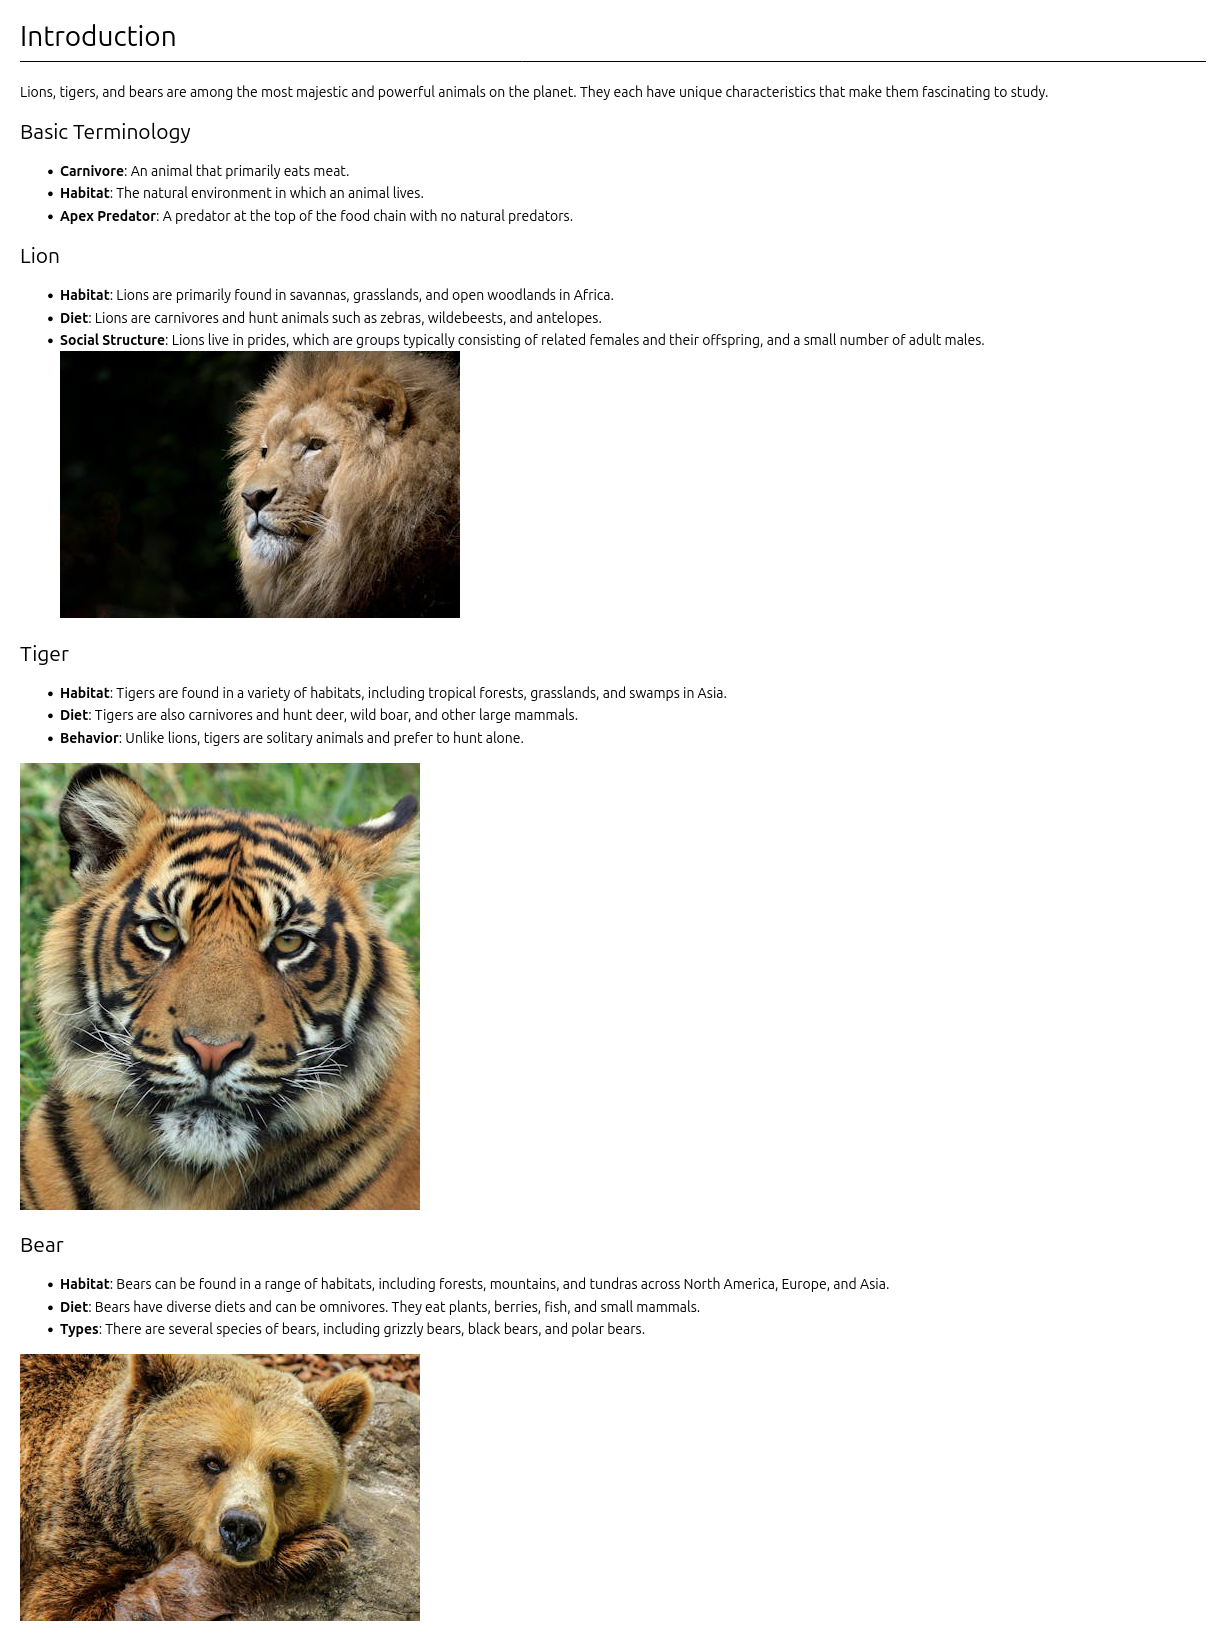 Introduction
Lions, tigers, and bears are among the most majestic and powerful animals on the planet. They each have unique characteristics that make them fascinating to study.
Basic Terminology
• Carnivore: An animal that primarily eats meat.
• Habitat: The natural environment in which an animal lives.
• Apex Predator: A predator at the top of the food chain with no natural predators.
Lion
• Habitat: Lions are primarily found in savannas, grasslands, and open woodlands in Africa.
• Diet: Lions are carnivores and hunt animals such as zebras, wildebeests, and antelopes.
• Social Structure: Lions live in prides, which are groups typically consisting of related females and their offspring, and a small number of adult males.
Tiger
• Habitat: Tigers are found in a variety of habitats, including tropical forests, grasslands, and swamps in Asia.
• Diet: Tigers are also carnivores and hunt deer, wild boar, and other large mammals.
• Behavior: Unlike lions, tigers are solitary animals and prefer to hunt alone.
Bear
• Habitat: Bears can be found in a range of habitats, including forests, mountains, and tundras across North America, Europe, and Asia.
• Diet: Bears have diverse diets and can be omnivores. They eat plants, berries, fish, and small mammals.
• Types: There are several species of bears, including grizzly bears, black bears, and polar bears.